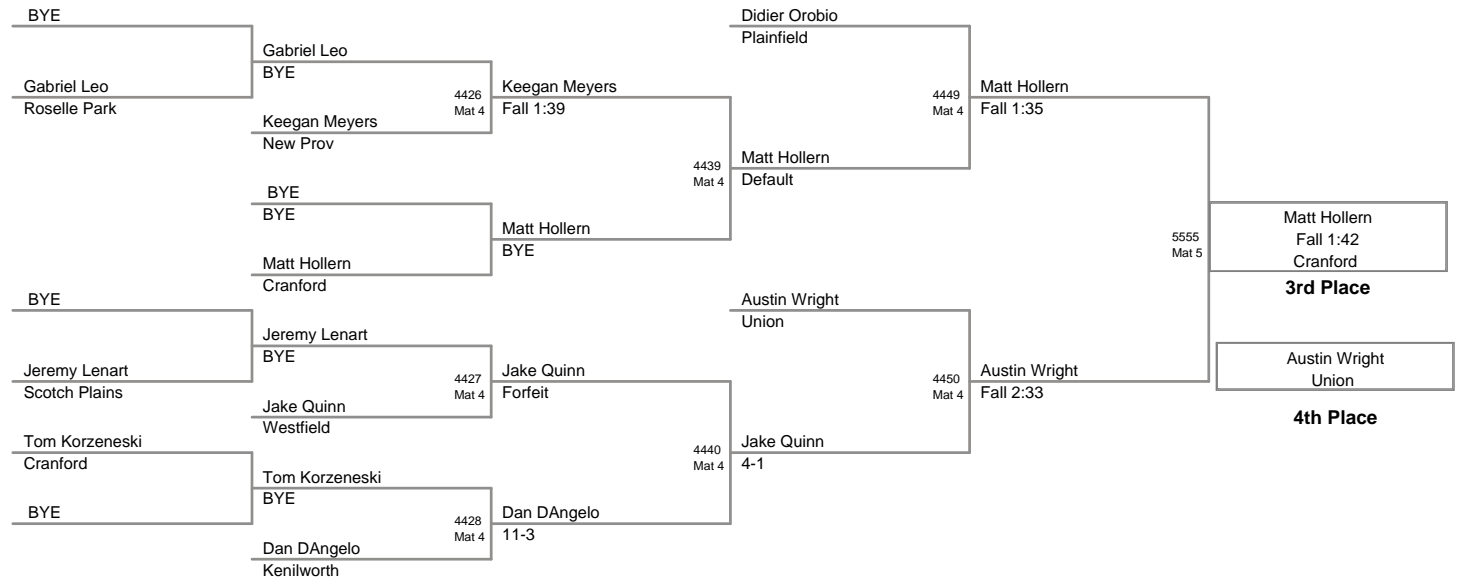 BYE
Gabriel Leo
Roselle Park
Gabriel Leo
BYE
Keegan Meyers
New Prov
4426
Mat 4
Keegan Meyers
Fall 1:39
BYE
BYE
Matt Hollern
Cranford
Matt Hollern
BYE
4439
Mat 4
Matt Hollern
Default
Didier Orobio
Plainfield
4449
Mat 4
Matt Hollern
Fall 1:35
BYE
Jeremy Lenart
Scotch Plains
Jeremy Lenart
BYE
Jake Quinn
Westfield
4427
Mat 4
Jake Quinn
Forfeit
Tom Korzeneski
Cranford
BYE
Tom Korzeneski
BYE
Dan DAngelo
Kenilworth
4428
Mat 4
Dan DAngelo
11-3
4440
Mat 4
Jake Quinn
4-1
Austin Wright
Union
4450
Mat 4
Austin Wright
Fall 2:33
5555
Mat 5
Matt Hollern
Fall 1:42
Cranford
3rd Place
Austin Wright
Union
4th Place